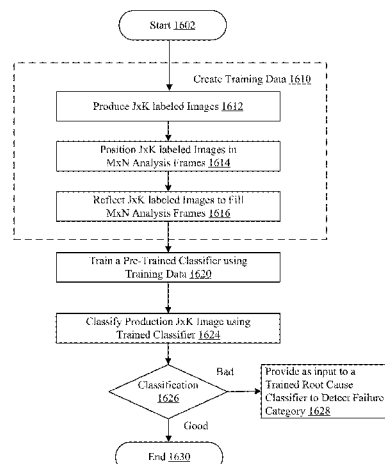 Start 1602
Create Training Data 1610
Produce JxK labeled Images 1612
Position JxK labeled Images in
MxN Analysis Frames 1614
Reflect JxK labeled Images to Fill
MxN Analysis Frames 1616
Train a Pre-Trained Classifier using
Training Data 1620
Classify Production JxK Image using
Trained Classifier 1624
Classification
1626
Bad
Provide as input to a
Trained Root Cause
Classifier to Detect Failure
Category 1628
Good
End 1630